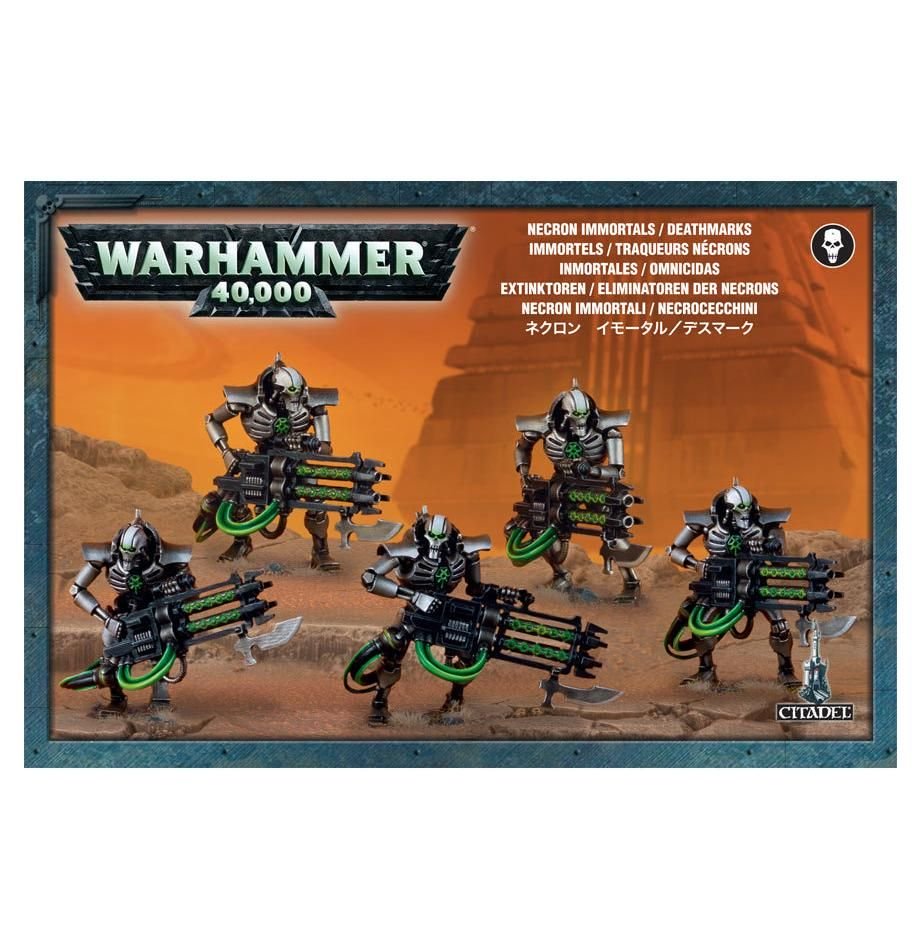 WARHAMMER®
40,000
NECRON IMMORTALS / DEATHMARKS
IMMORTELS / TRAQUEURS NÉCRONS
INMORTALES / OMNICIDAS
EXTINKTOREN / ELIMINATOREN DER NECRONS
NECRON IMMORTALI / NECROCECCHINI
ネクロン　イモータル／デスマーク
CITADEL